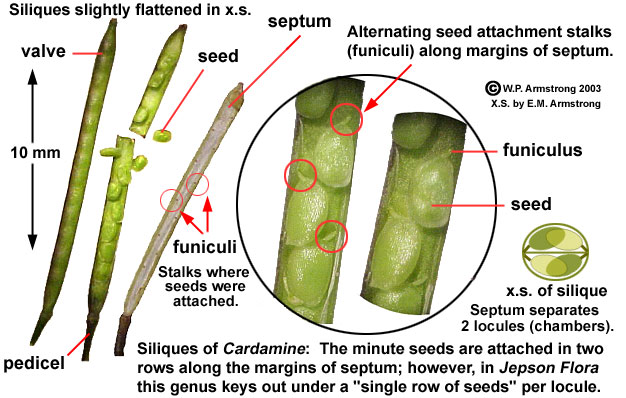 Siliques slightly flattened in x.s.
valve
seed
septum
Alternating seed attachment stalks
(funiculi) along margins of septum.
© W.P. Armstrong 2003
X.S. by E.M. Armstrong
10 mm
funiculus
seed
funiculi
Stalks where
seeds were
attached.
x.s. of silique
Septum separates
2 locules (chambers).
pedicel
Siliques of Cardamine: The minute seeds are attached in two
rows along the margins of septum; however, in Jepson Flora
this genus keys out under a "single row of seeds" per locule.